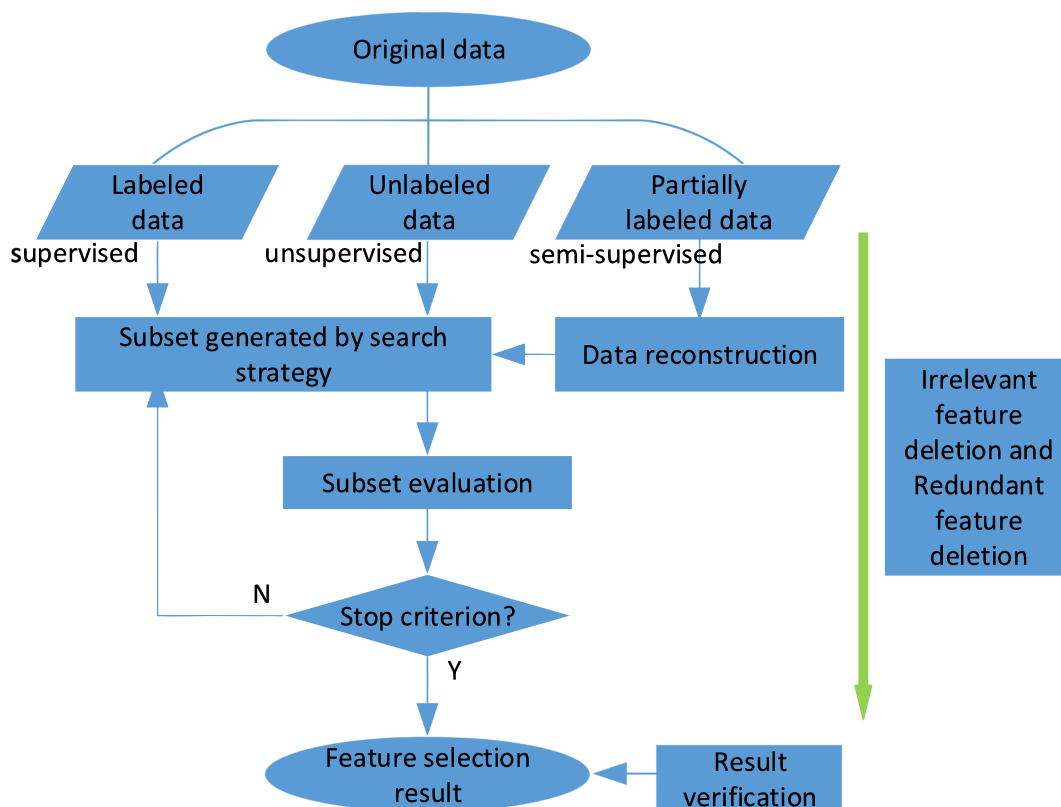 Original data
Labeled
data
Unlabeled
data
Partially
labeled data
supervised
unsupervised
semi-supervised
Subset generated by search
strategy
Data reconstruction
Irrelevant
feature
deletion and
Redundant
feature
deletion
Subset evaluation
N
Stop criterion?
Y
Feature selection
result
Result
verification